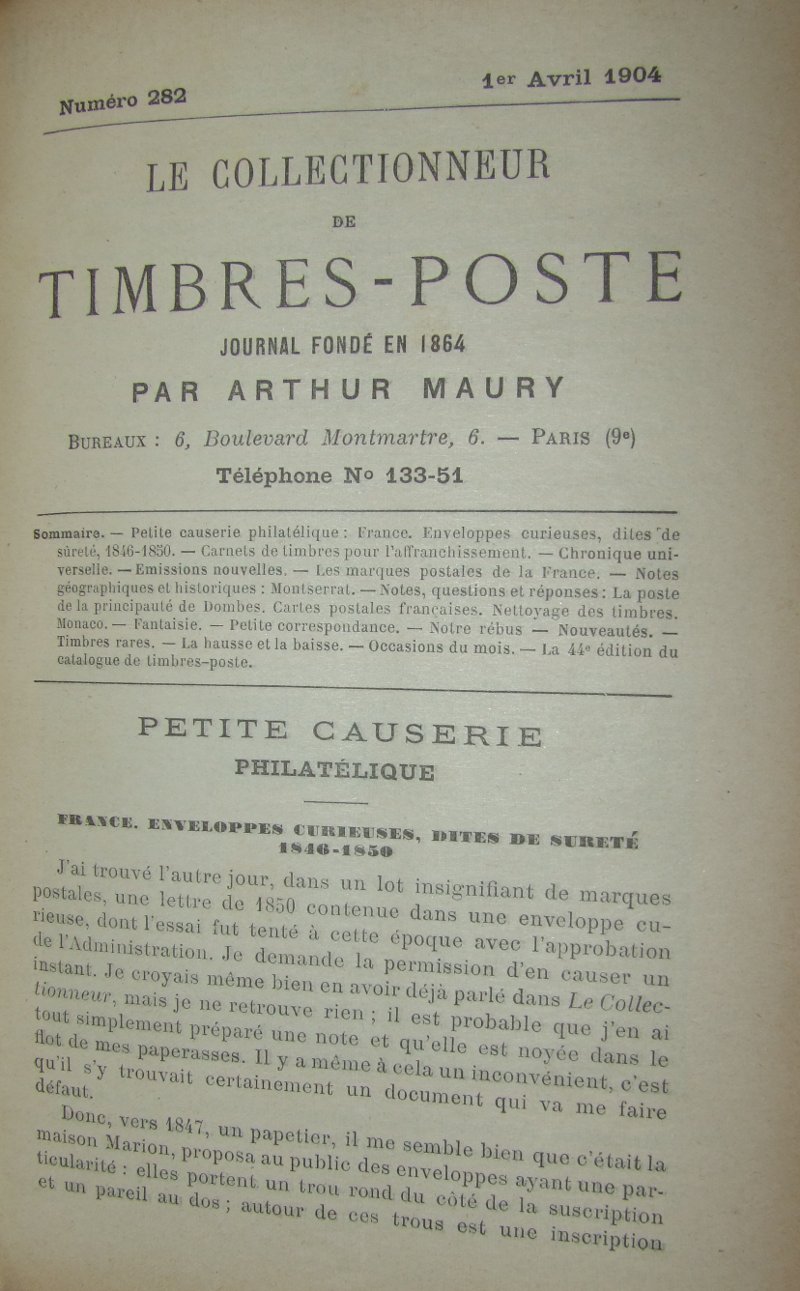 Numéro 282
1er Avril 1904
LE COLLECTIONNEUR
DE
TIMBRES-POSTE
JOURNAL FONDÉ EN 1864
PAR ARTHUR MAURY
BUREAUX : 6, Boulevard Montmartre, 6. — PARIS (9e)
Téléphone No 133-51
Sommaire. — Petite causerie philatélique : France. Enveloppes curieuses, dites de
sûreté, 1846-1850. — Carnets de timbres pour l'affranchissement. — Chronique uni-
verselle. — Emissions nouvelles. — Les marques postales de la France. — Notes
géographiques et historiques : Montserrat. — Notes, questions et réponses : La poste
de la principauté de Dombes. Cartes postales françaises. Nettoyage des timbres.
Monaco. — Fantaisie. — Petite correspondance. — Notre rébus — Nouveautés. —
Timbres rares. — La hausse et la baisse. — Occasions du mois. — La 44e édition du
catalogue de timbres-poste.
PETITE CAUSERIE
PHILATÉLIQUE
FRANCE. ENVELOPPES CURIEUSES, DITES DE SURETÉ
1846-1850
J'ai trouvé l'autre jour, dans un lot insignifiant de marques
postales, une lettre de 1850 contenue dans une enveloppe cu-
rieuse, dont l'essai fut tenté à cette époque avec l'approbation
de l'Administration. Je demande la permission d'en causer un
instant. Je croyais même bien en avoir déjà parlé dans Le Collec-
tionneur, mais je ne retrouve rien ; il est probable que j'en ai
tout simplement préparé une note et qu'elle est noyée dans le
flot de mes paperasses. Il y a même à cela un inconvénient, c'est
qu'il s'y trouvait certainement un document qui va me faire
défaut.
Donc, vers 1847, un papetier, il me semble bien que c'était la
maison Marion, proposa au public des enveloppes ayant une par-
ticularité : elles portent un trou rond du côté de la suscription
et un pareil au dos ; autour de ces trous est une inscription